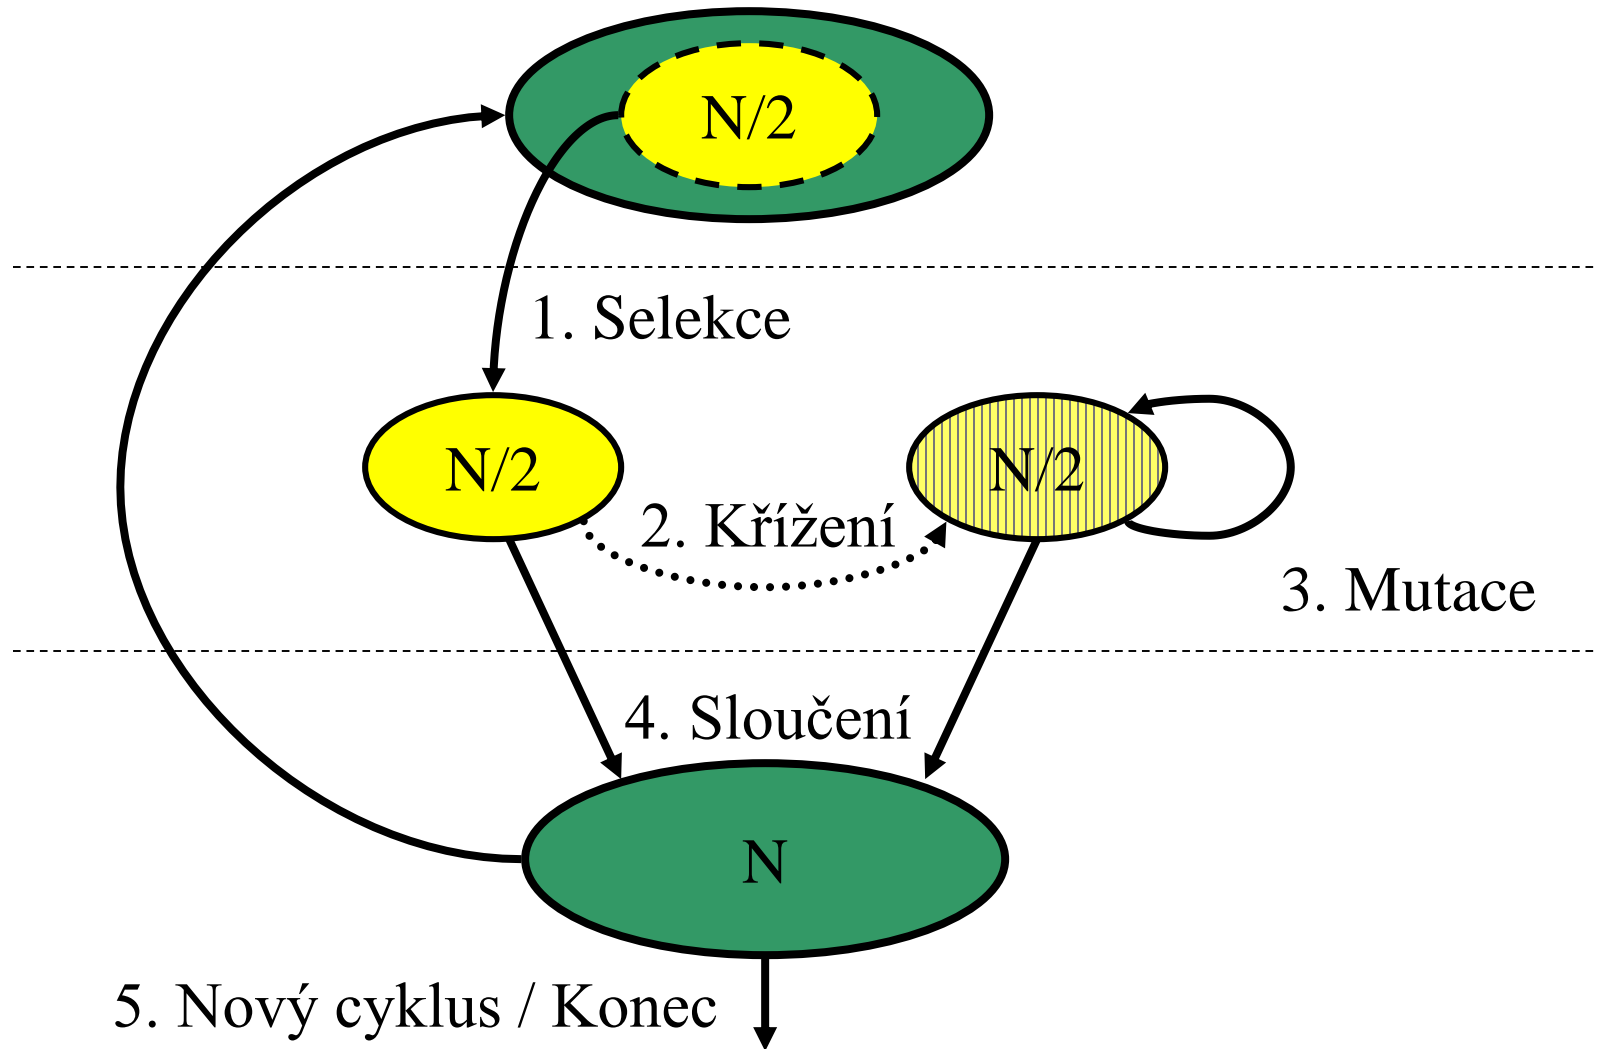 N/2
1. Selekce
N/2
N/2
2. Křížení
3. Mutace
4. Sloučení
N
5. Nový cyklus / Konec